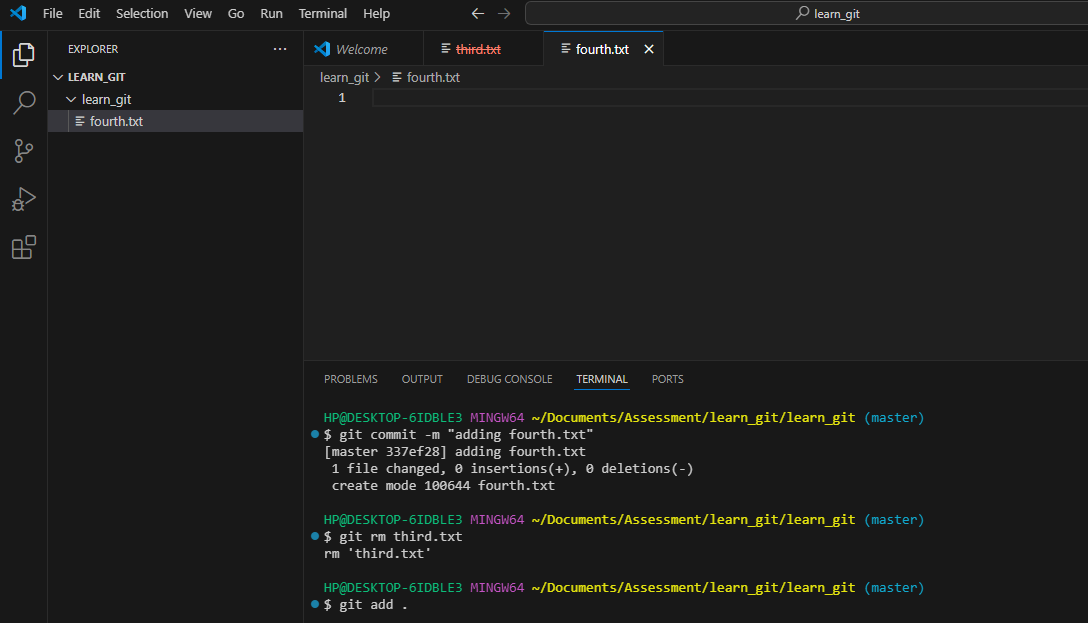 File Edit Selection View Go Run Terminal Help
learn_git
EXPLORER
LEARN_GIT
learn_git
fourth.txt
Welcome
third.txt
fourth.txt
learn_git > fourth.txt
1
PROBLEMS OUTPUT DEBUG CONSOLE TERMINAL PORTS
HP@DESKTOP-6IDBLE3 MINGW64 ~/Documents/Assessment/learn_git/learn_git (master)
$ git commit -m "adding fourth.txt"
[master 337ef28] adding fourth.txt
 1 file changed, 0 insertions(+), 0 deletions(-)
 create mode 100644 fourth.txt
HP@DESKTOP-6IDBLE3 MINGW64 ~/Documents/Assessment/learn_git/learn_git (master)
$ git rm third.txt
rm 'third.txt'
HP@DESKTOP-6IDBLE3 MINGW64 ~/Documents/Assessment/learn_git/learn_git (master)
$ git add .